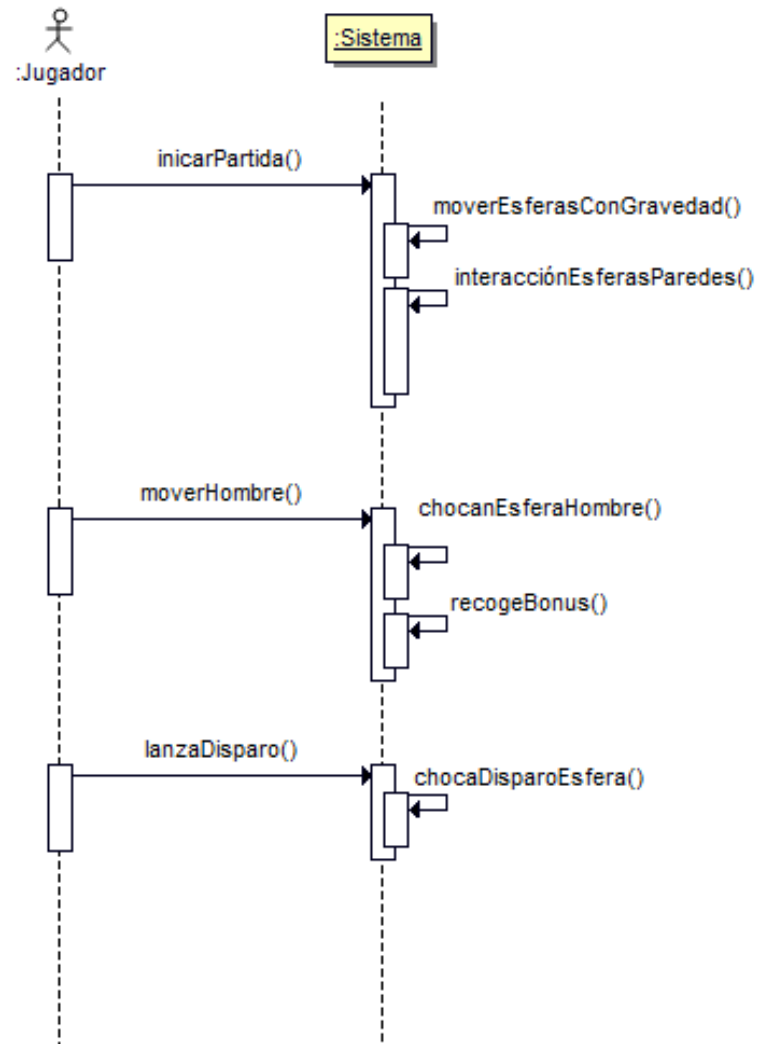 :Jugador
:Sistema
inicarPartida()
moverEsferasConGravedad()
interacciónEsferasParedes()
moverHombre()
chocanEsferaHombre()
recogeBonus()
lanzaDisparo()
chocaDisparoEsfera()